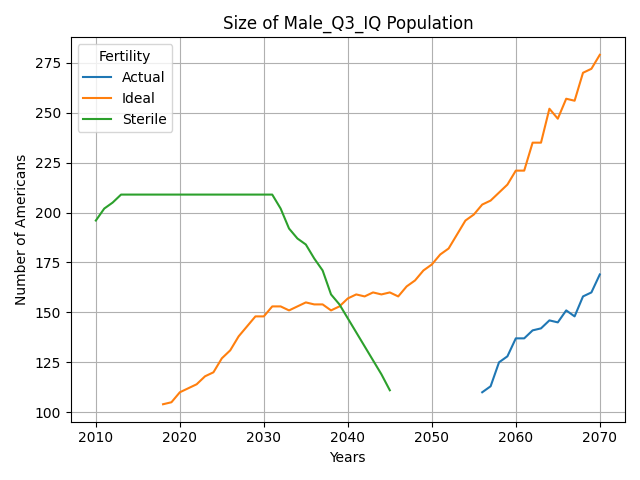 Size of Male_Q3_IQ Population
Fertility
Actual
Ideal
Sterile
Number of Americans
275
250
225
200
175
150
125
100
2010 2020 2030 2040 2050 2060 2070
Years